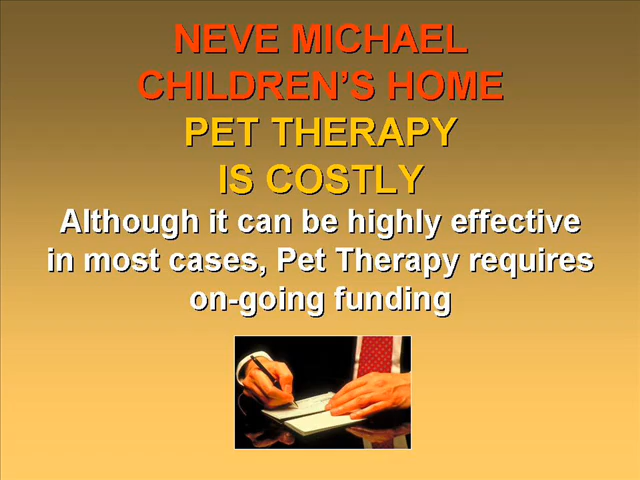 NEVE MICHAEL
CHILDREN’S HOME
PET THERAPY
IS COSTLY
Although it can be highly effective
in most cases, Pet Therapy requires
on-going funding